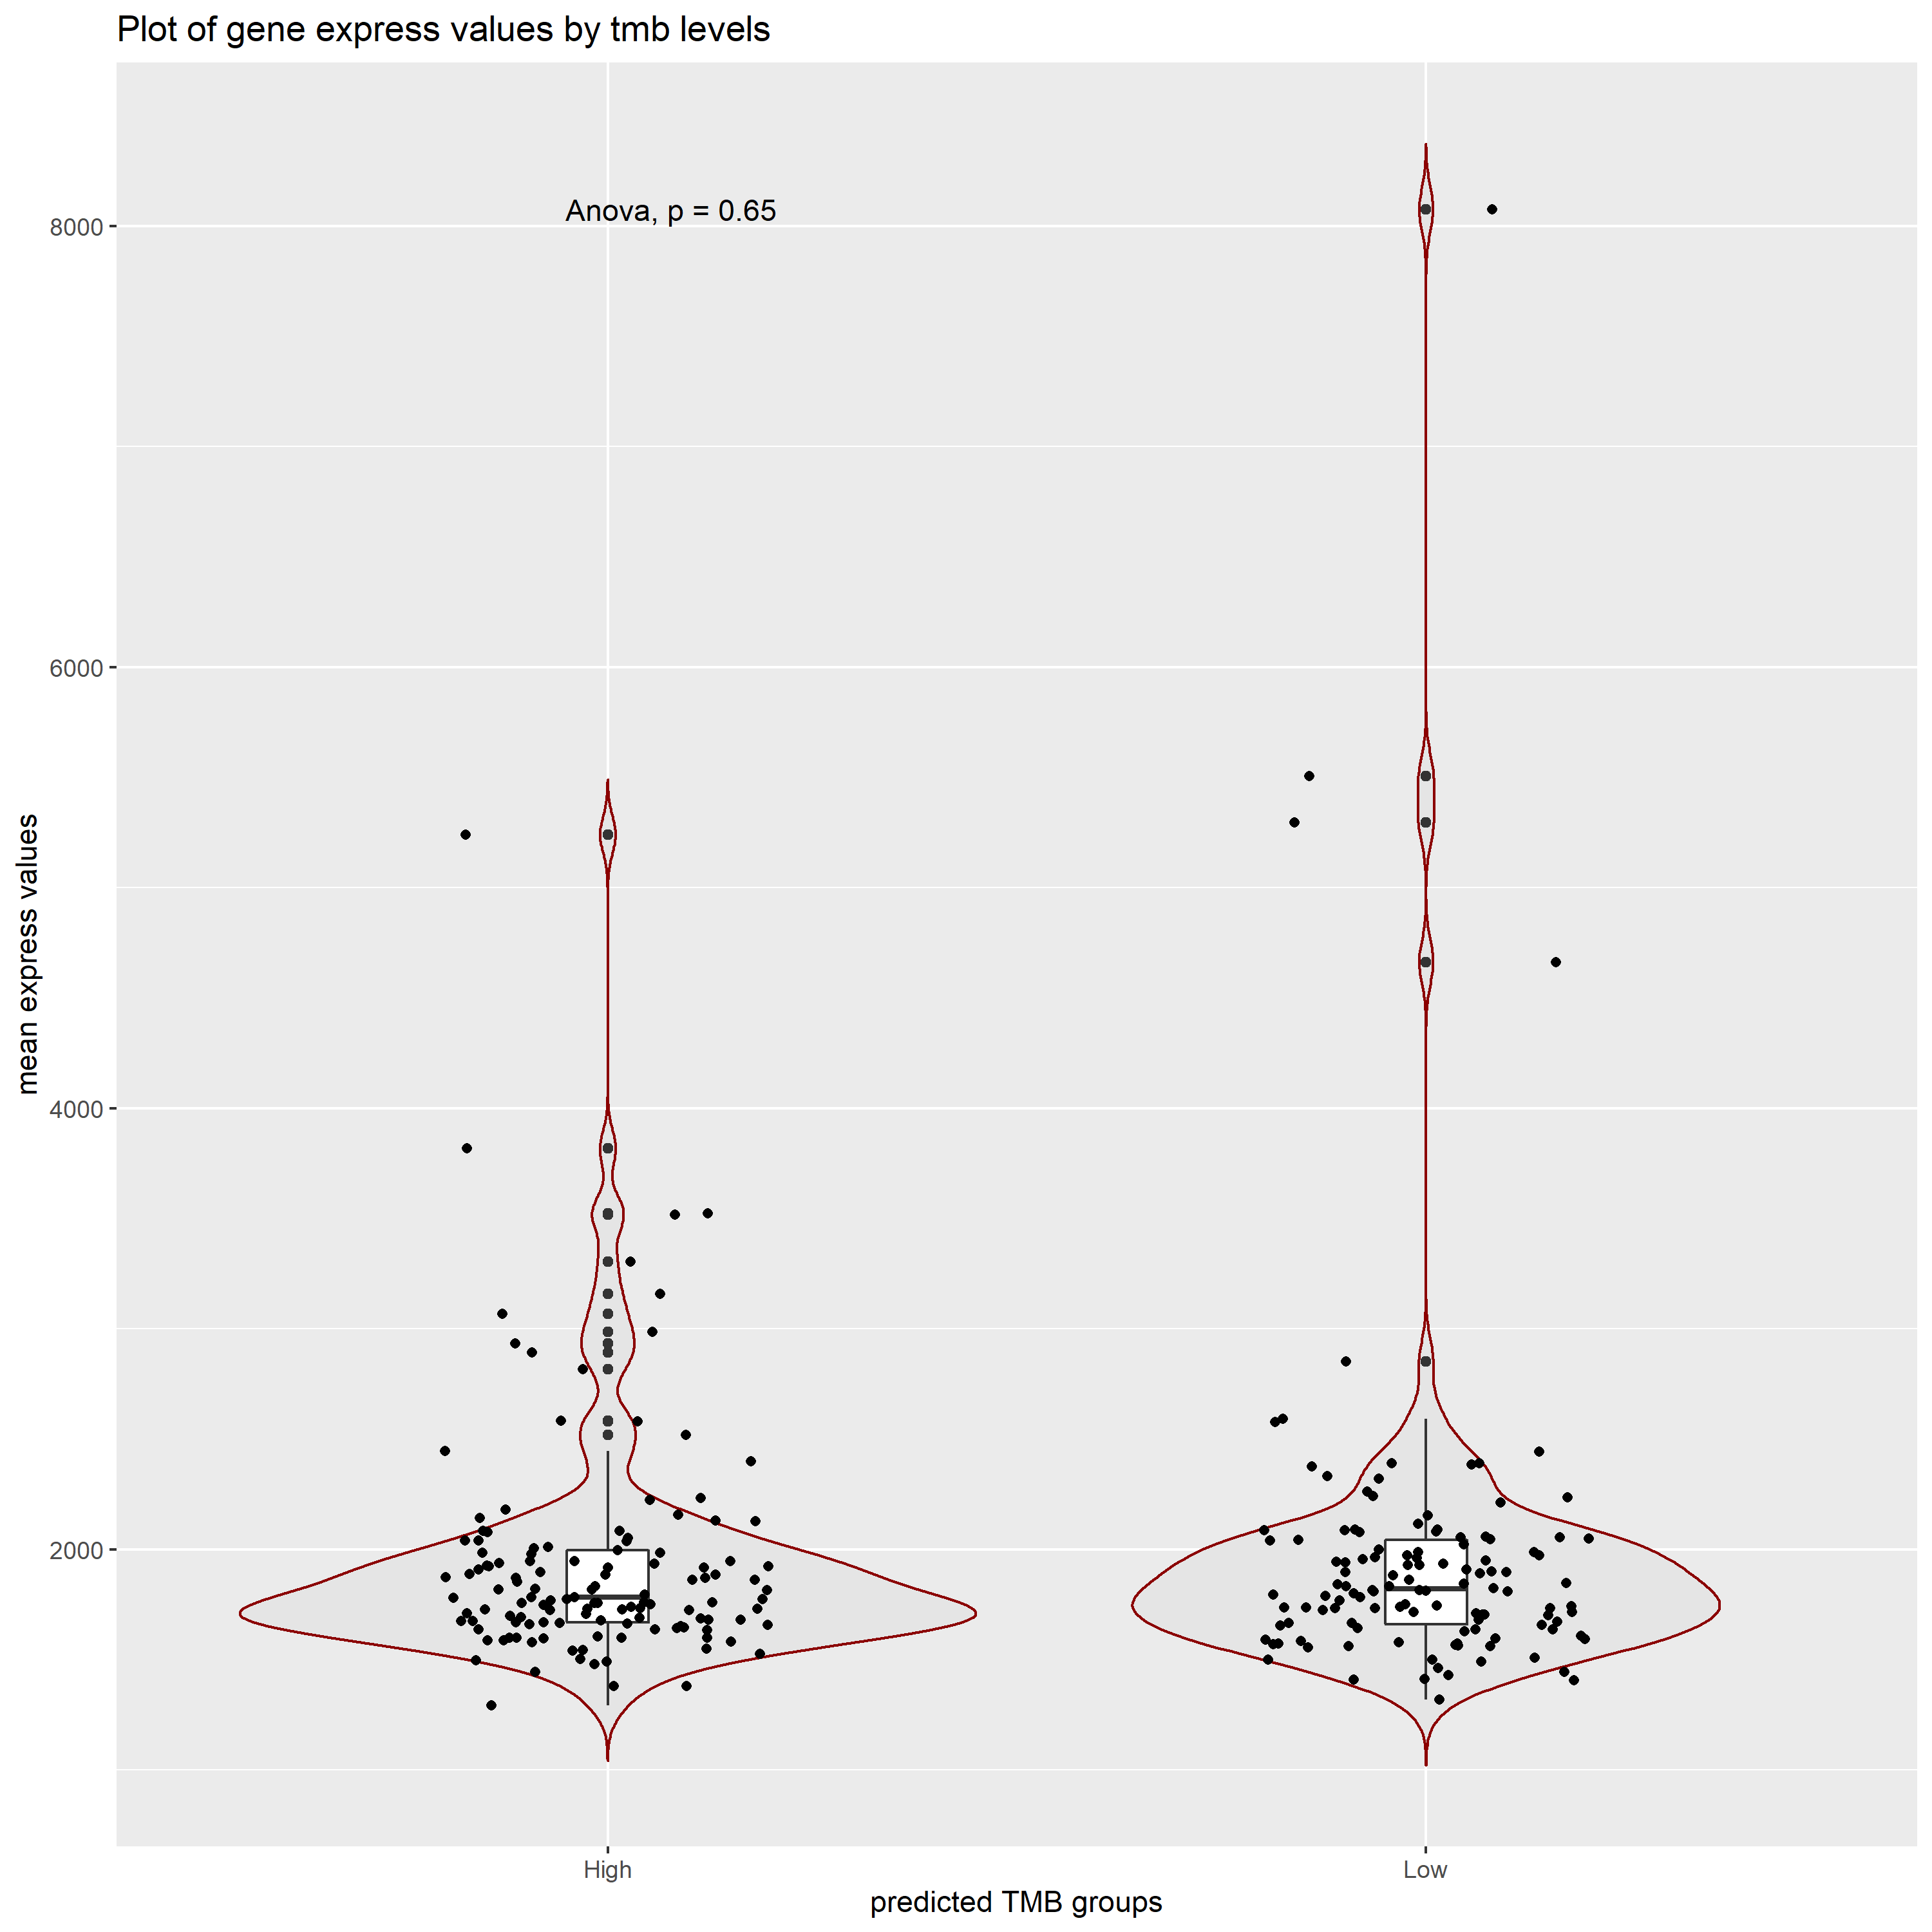 Plot of gene express values by tmb levels
Anova, p = 0.65
8000
6000
4000
2000
mean express values
High
Low
predicted TMB groups